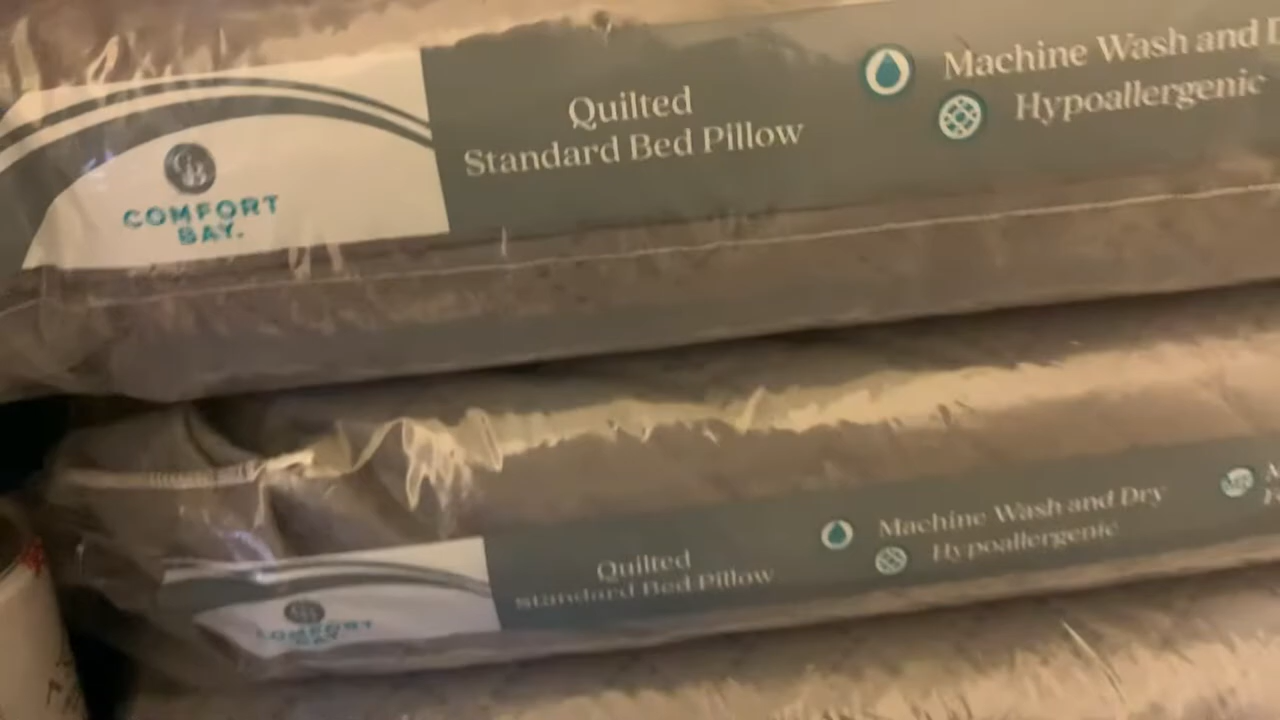 Quilted
Standard Bed Pillow
Machine Wash and
Hypoallergenic
CB
COMFORT
BAY.
Quilted
Standard Bed Pillow
Machine Wash and Dry
Hypoallergenic
COMFORT
BAY